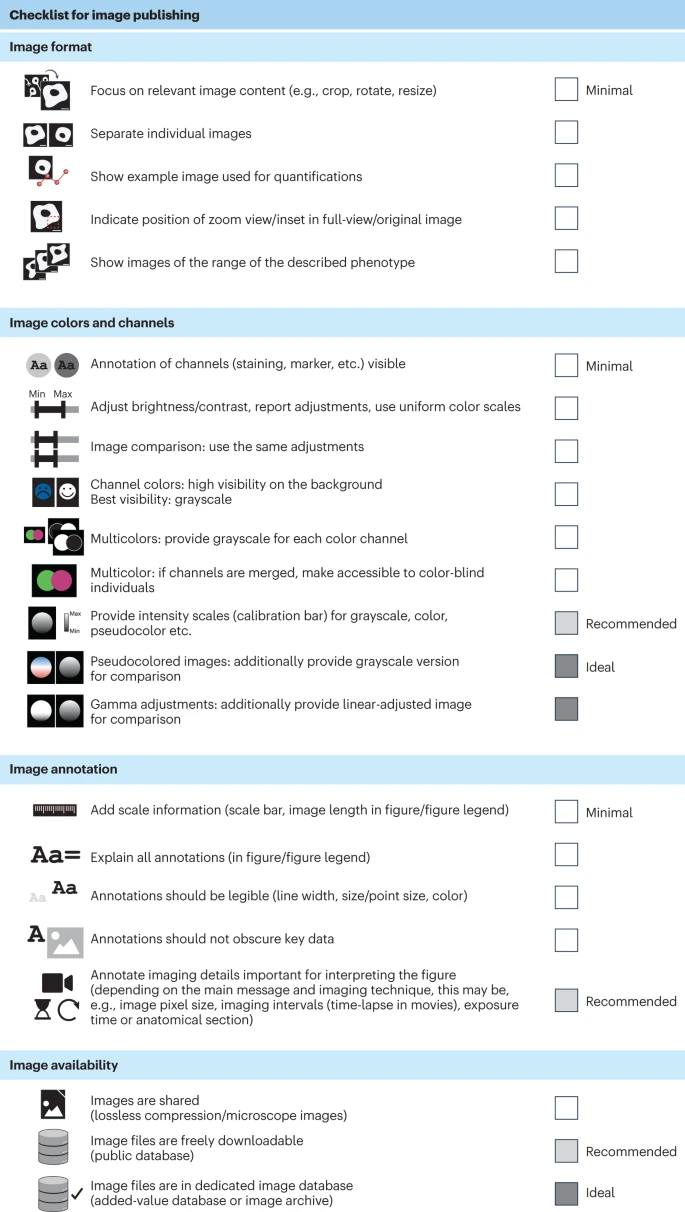 Checklist for image publishing
Image format
Focus on relevant image content (e.g., crop, rotate, resize)
Minimal
Separate individual images
Show example image used for quantifications
Indicate position of zoom view/inset in full-view/original image
Show images of the range of the described phenotype
Image colors and channels
Aa Aa
Annotation of channels (staining, marker, etc.) visible
Minimal
Min Max
Adjust brightness/contrast, report adjustments, use uniform color scales
Image comparison: use the same adjustments
Channel colors: high visibility on the background
Best visibility: grayscale
Multicolors: provide grayscale for each color channel
Multicolor: if channels are merged, make accessible to color-blind
individuals
Max
Min
Provide intensity scales (calibration bar) for grayscale, color,
pseudocolor etc.
Recommended
Pseudocolored images: additionally provide grayscale version
for comparison
Ideal
Gamma adjustments: additionally provide linear-adjusted image
for comparison
Image annotation
Add scale information (scale bar, image length in figure/figure legend)
Minimal
Aa=
Explain all annotations (in figure/figure legend)
Aa Aa
Annotations should be legible (line width, size/point size, color)
A
Annotations should not obscure key data
Annotate imaging details important for interpreting the figure
(depending on the main message and imaging technique, this may be,
e.g., image pixel size, imaging intervals (time-lapse in movies), exposure
time or anatomical section)
Recommended
Image availability
Images are shared
(lossless compression/microscope images)
Image files are freely downloadable
(public database)
Recommended
Image files are in dedicated image database
(added-value database or image archive)
Ideal